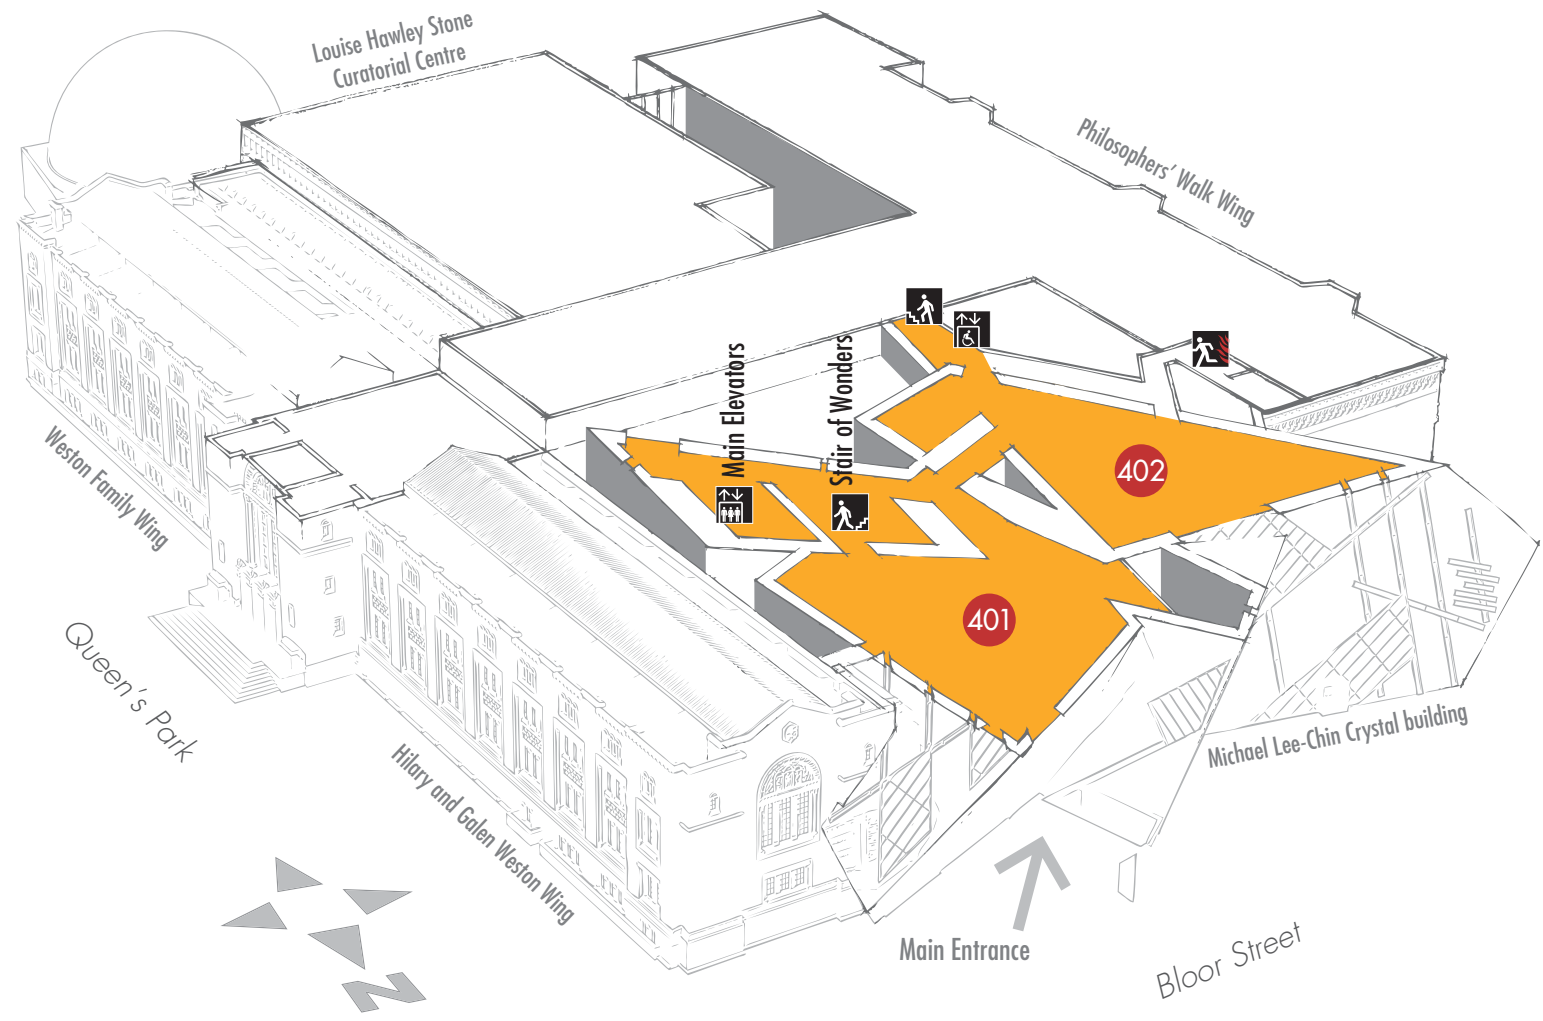 Louise Hawley Stone
Curatorial Centre
Philosophers' Walk Wing
Main Elevators
Stair of Wonders
402
401
Weston Family Wing
Queen's Park
Hilary and Galen Weston Wing
Michael Lee-Chin Crystal building
Main Entrance
Bloor Street
N